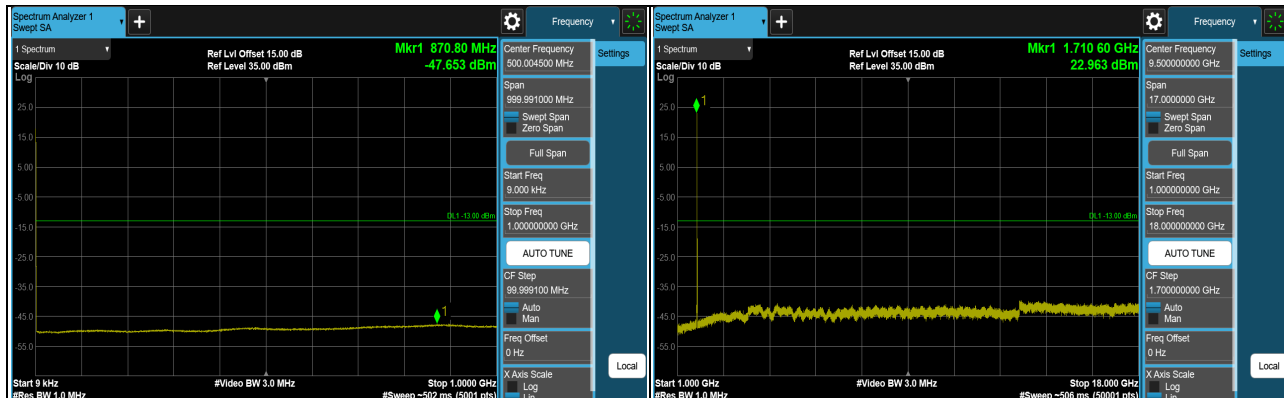 Spectrum Analyzer 1
Swept SA
Frequency
1 Spectrum
Ref Lvl Offset 15.00 dB
Mkr1 870.80 MHz
Scale/Div 10 dB
Ref Level 35.00 dBm
-47.653 dBm
Log
25.0
15.0
5.00
-5.00
-15.0
-25.0
-35.0
-45.0
-55.0
1
DL1 -13.00 dBm
Start 9 kHz
#Video BW 3.0 MHz
Stop 1.0000 GHz
#Res BW 1.0 MHz
#Sweep ~502 ms (5001 pts)
Center Frequency
500.004500 MHz
Settings
Span
999.991000 MHz
Swept Span
Zero Span
Full Span
Start Freq
9.000 kHz
Stop Freq
1.000000000 GHz
AUTO TUNE
CF Step
99.999100 MHz
Auto
Man
Freq Offset
0 Hz
X Axis Scale
Log
Lin
Local
Spectrum Analyzer 1
Swept SA
Frequency
1 Spectrum
Ref Lvl Offset 15.00 dB
Mkr1 1.710 60 GHz
Scale/Div 10 dB
Ref Level 35.00 dBm
22.963 dBm
Log
25.0
15.0
5.00
-5.00
-15.0
-25.0
-35.0
-45.0
-55.0
1
DL1 -13.00 dBm
Start 1.000 GHz
#Video BW 3.0 MHz
Stop 18.000 GHz
#Res BW 1.0 MHz
#Sweep ~506 ms (5001 pts)
Center Frequency
9.500000000 GHz
Settings
Span
17.0000000 GHz
Swept Span
Zero Span
Full Span
Start Freq
1.000000000 GHz
Stop Freq
18.00000000 GHz
AUTO TUNE
CF Step
1.700000000 GHz
Auto
Man
Freq Offset
0 Hz
X Axis Scale
Log
Lin
Local